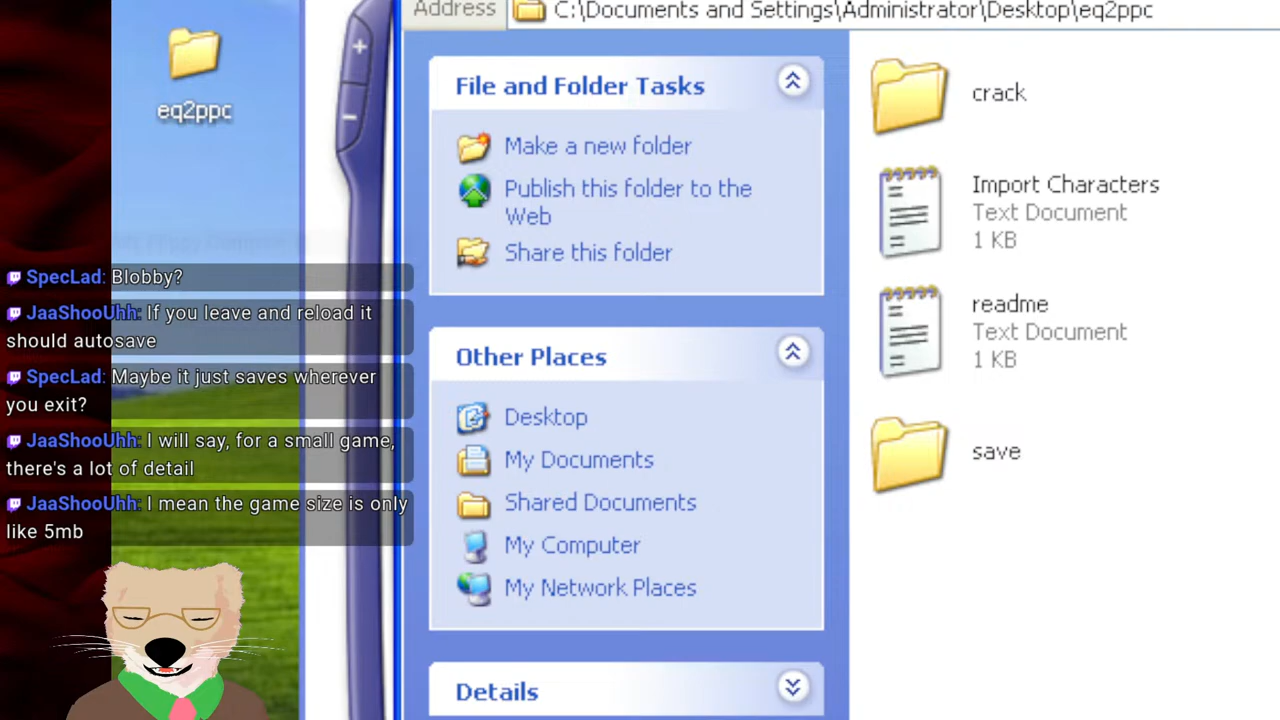 Address
C:\Documents and Settings\Administrator\Desktop\eq2ppc
eq2ppc
File and Folder Tasks
Make a new folder
Publish this folder to the
Web
Share this folder
Other Places
Desktop
My Documents
Shared Documents
My Computer
My Network Places
Details
crack
Import Characters
Text Document
1 KB
readme
Text Document
1 KB
save
SpecLad: Blobby?
JaaShooUhh: If you leave and reload it
should autosave
SpecLad: Maybe it just saves wherever
you exit?
JaaShooUhh: I will say, for a small game,
there's a lot of detail
JaaShooUhh: I mean the game size is only
like 5mb